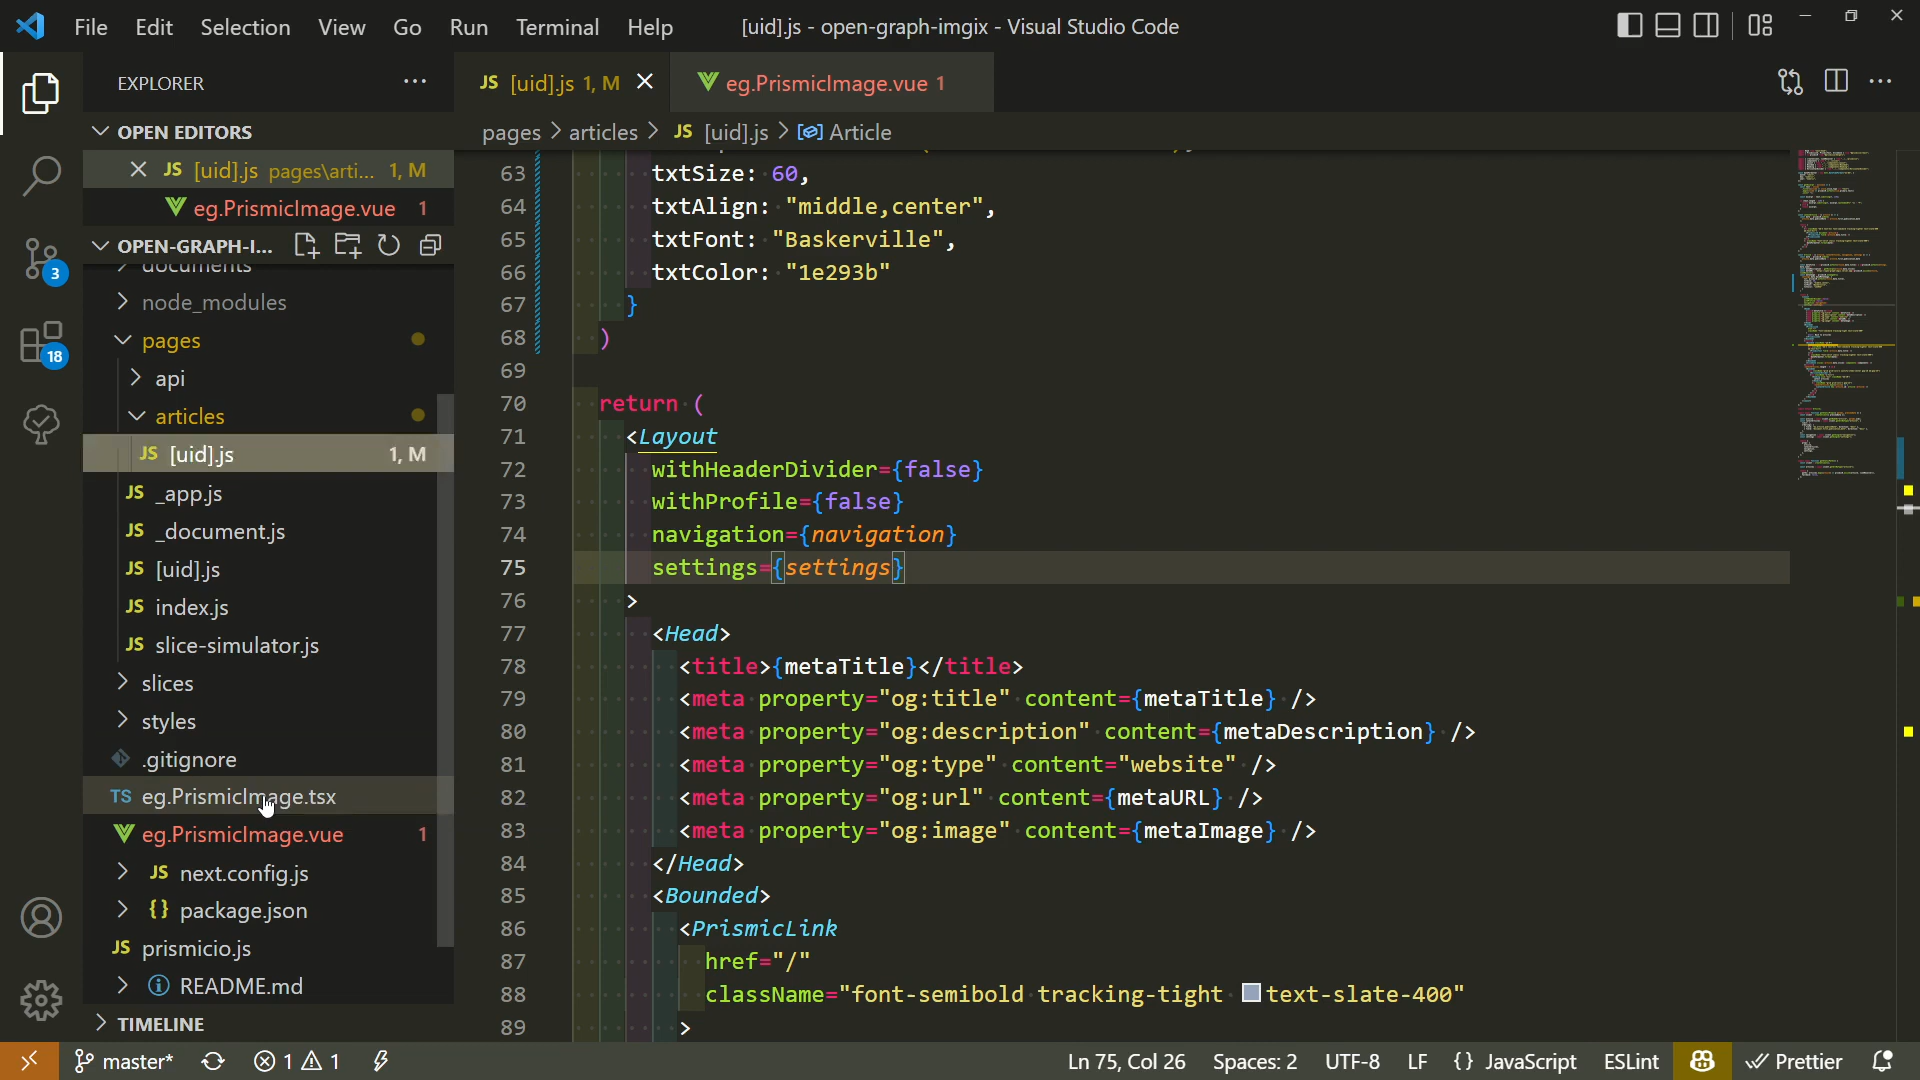 File Edit Selection View Go Run Terminal Help
[uid].js - open-graph-imgix - Visual Studio Code
EXPLORER
JS [uid].js 1, M
eg.PrismicImage.vue 1
OPEN EDITORS
JS [uid].js pages\arti... 1, M
eg.PrismicImage.vue 1
OPEN-GRAPH-I...
documents
node_modules
pages
api
articles
JS [uid].js 1, M
JS _app.js
JS _document.js
JS [uid].js
JS index.js
JS slice-simulator.js
slices
styles
.gitignore
TS eg.PrismicImage.tsx
eg.PrismicImage.vue 1
JS next.config.js
{} package.json
JS prismicio.js
README.md
TIMELINE
3
18
pages > articles > JS [uid].js > Article
63 txtSize: 60,
64 txtAlign: "middle,center",
65 txtFont: "Baskerville",
66 txtColor: "1e293b"
67 }
68 )
69
70 return (
71 <Layout
72 withHeaderDivider={false}
73 withProfile={false}
74 navigation={navigation}
75 settings={settings}
76 >
77 <Head>
78 <title>{metaTitle}</title>
79 <meta property="og:title" content={metaTitle} />
80 <meta property="og:description" content={metaDescription} />
81 <meta property="og:type" content="website" />
82 <meta property="og:url" content={metaURL} />
83 <meta property="og:image" content={metaImage} />
84 </Head>
85 <Bounded>
86 <PrismicLink
87 href="/"
88 className="font-semibold tracking-tight text-slate-400"
89 >
master* 1 1
Ln 75, Col 26 Spaces: 2 UTF-8 LF {} JavaScript ESLint Prettier